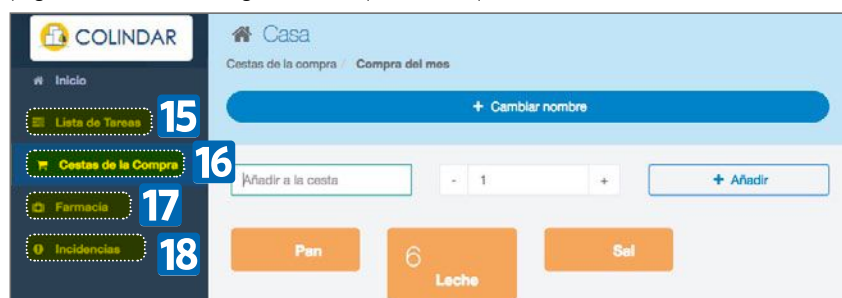 COLINDAR
Inicio
Lista de Tareas
15
Cestas de la Compra
16
Farmacia
17
Incidencias
18
Casa
Cestas de la compra / Compra del mes
+ Cambiar nombre
Añadir a la cesta
- 1 +
+ Añadir
Pan
6
Leche
Sal